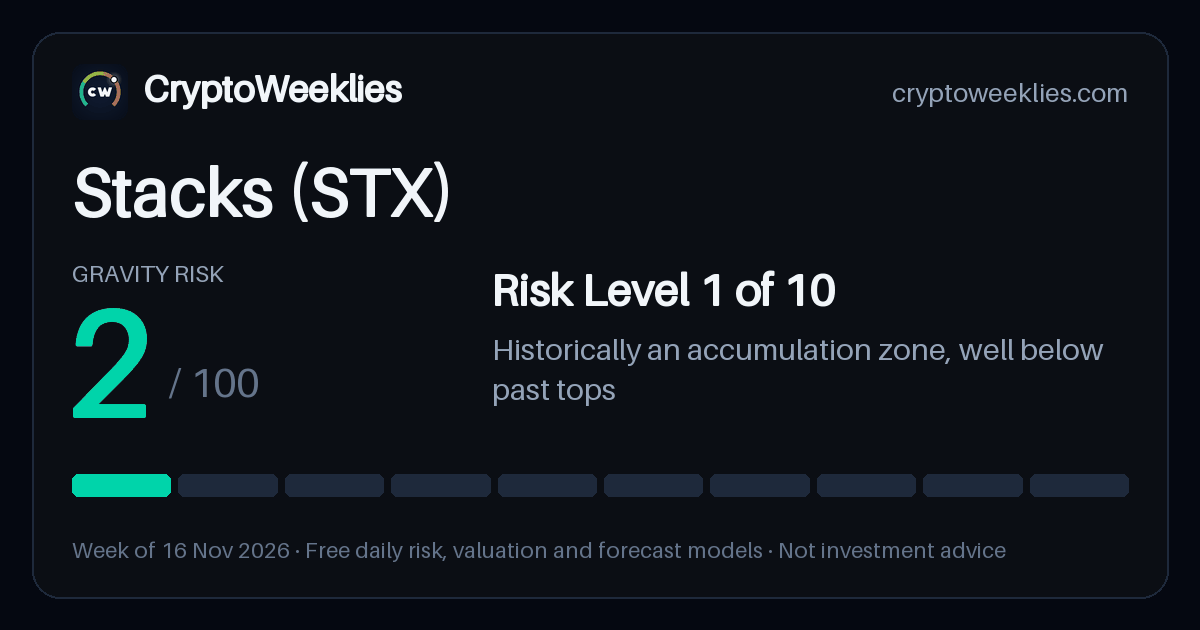 CW CryptoWeeklies
cryptoweeklies.com
Stacks (STX)
GRAVITY RISK
2 / 100
Risk Level 1 of 10
Historically an accumulation zone, well below
past tops
Week of 16 Nov 2026 · Free daily risk, valuation and forecast models · Not investment advice